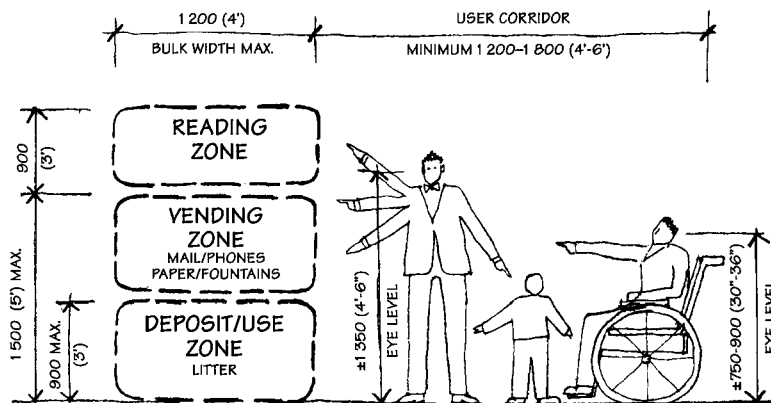 1 200 (4')
BULK WIDTH MAX.
USER CORRIDOR
MINIMUM 1 200–1 800 (4'-6')
900
(3')
1 500 (5') MAX.
900 MAX.
(3')
READING
ZONE
VENDING
ZONE
MAIL/PHONES
PAPER/FOUNTAINS
DEPOSIT/USE
ZONE
LITTER
±1 350 (4'-6")
EYE LEVEL
±750-900 (30"-36")
EYE LEVEL